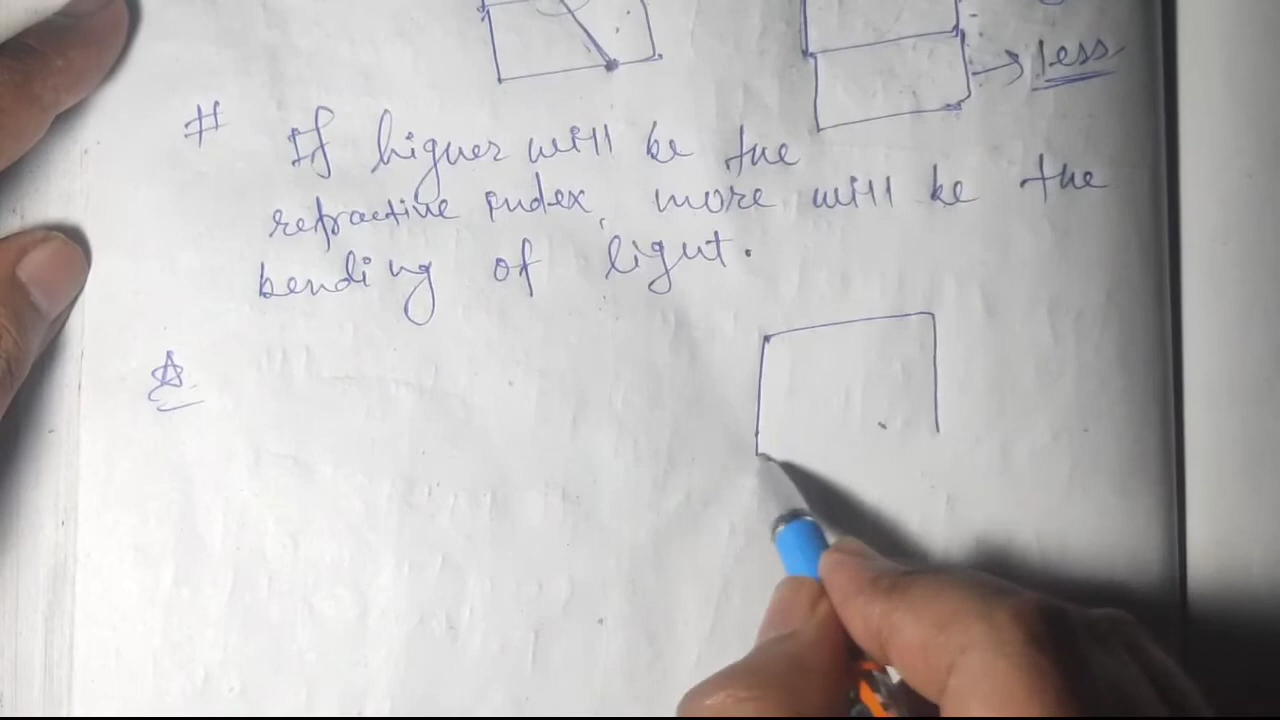 → less
# If higher will be the
refractive index, more will be the
bending of light.